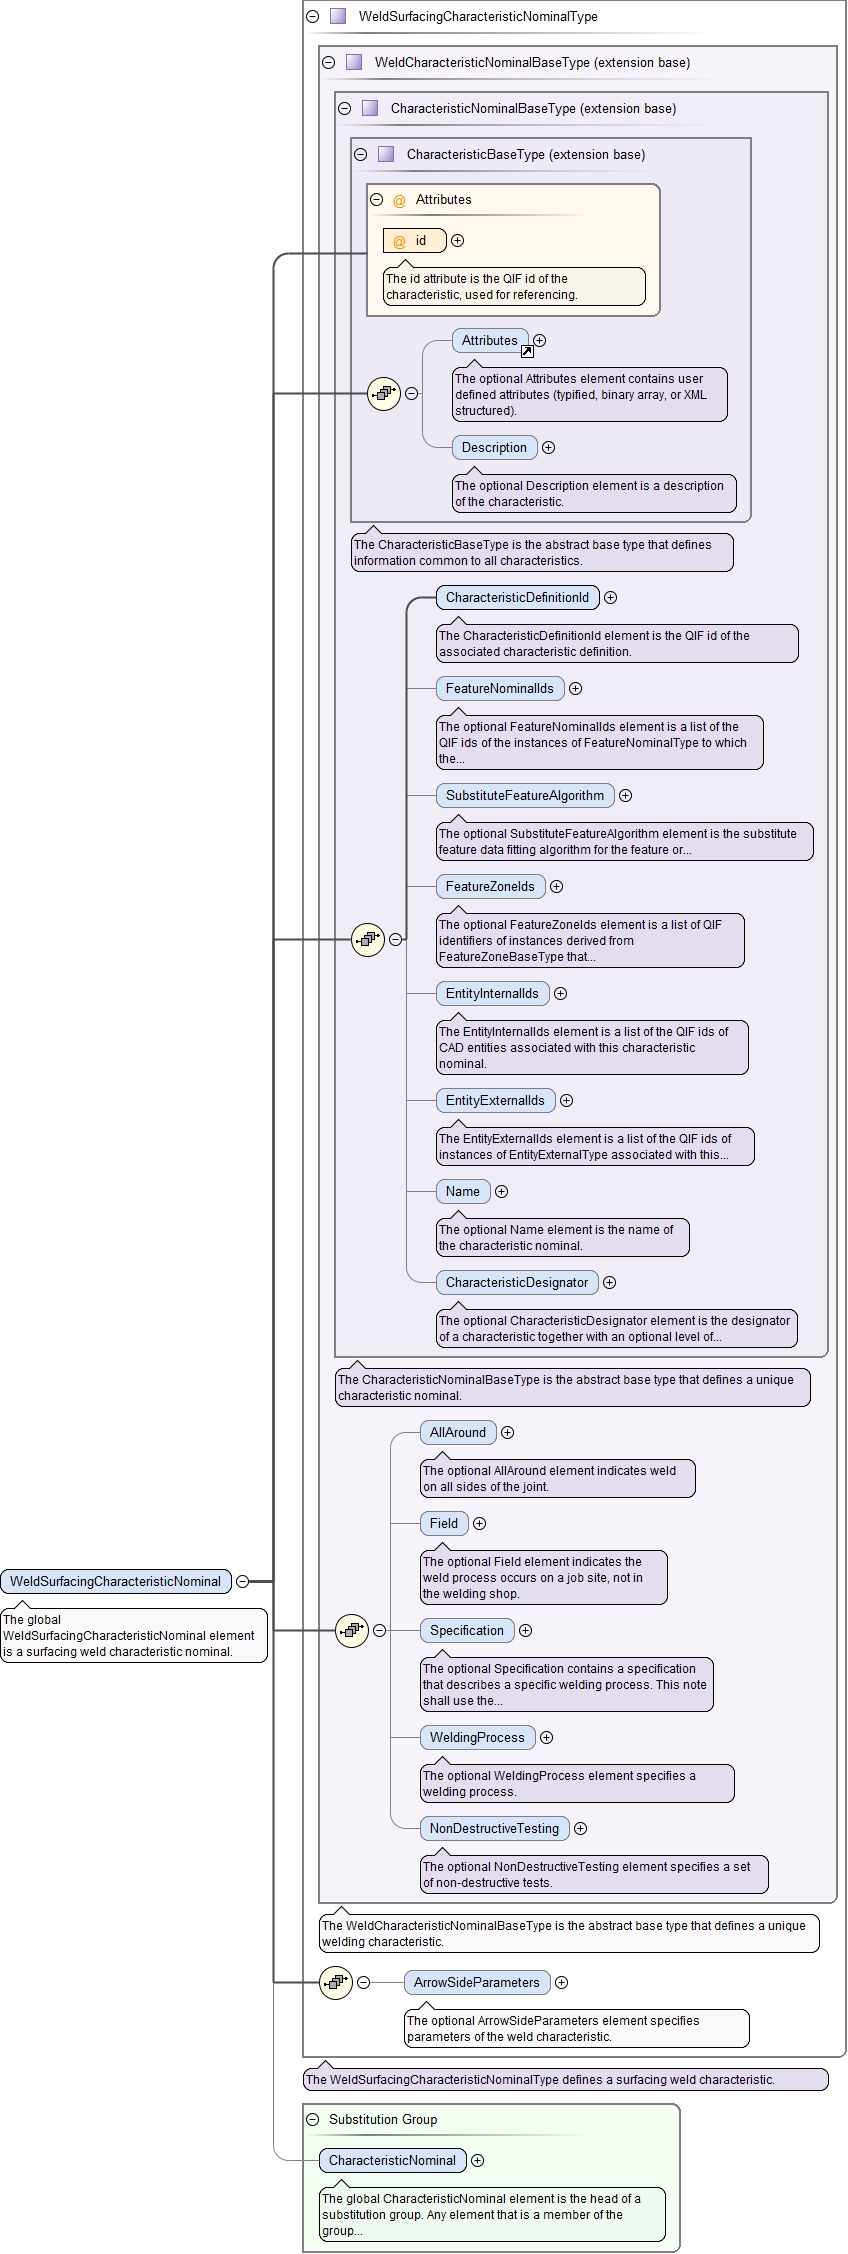 WeldSurfacingCharacteristicNominalType
WeldCharacteristicNominalBaseType (extension base)
CharacteristicNominalBaseType (extension base)
CharacteristicBaseType (extension base)
@ Attributes
@ id
The id attribute is the QIF id of the
characteristic, used for referencing.
Attributes
The optional Attributes element contains user
defined attributes (typified, binary array, or XML
structured).
Description
The optional Description element is a description
of the characteristic.
The CharacteristicBaseType is the abstract base type that defines
information common to all characteristics.
CharacteristicDefinitionId
The CharacteristicDefinitionId element is the QIF id of the
associated characteristic definition.
FeatureNominalIds
The optional FeatureNominalIds element is a list of the
QIF ids of the instances of FeatureNominalType to which
the...
SubstituteFeatureAlgorithm
The optional SubstituteFeatureAlgorithm element is the substitute
feature data fitting algorithm for the feature or...
FeatureZoneIds
The optional FeatureZoneIds element is a list of QIF
identifiers of instances derived from
FeatureZoneBaseType that...
EntityInternalIds
The EntityInternalIds element is a list of the QIF ids of
CAD entities associated with this characteristic
nominal.
EntityExternalIds
The EntityExternalIds element is a list of the QIF ids of
instances of EntityExternalType associated with this...
Name
The optional Name element is the name of
the characteristic nominal.
CharacteristicDesignator
The optional CharacteristicDesignator element is the designator
of a characteristic together with an optional level of...
The CharacteristicNominalBaseType is the abstract base type that defines a unique
characteristic nominal.
AllAround
The optional AllAround element indicates weld
on all sides of the joint.
Field
The optional Field element indicates the
weld process occurs on a job site, not in
the welding shop.
WeldSurfacingCharacteristicNominal
The global
WeldSurfacingCharacteristicNominal element
is a surfacing weld characteristic nominal.
Specification
The optional Specification contains a specification
that describes a specific welding process. This note
shall use the...
WeldingProcess
The optional WeldingProcess element specifies a
welding process.
NonDestructiveTesting
The optional NonDestructiveTesting element specifies a set
of non-destructive tests.
The WeldCharacteristicNominalBaseType is the abstract base type that defines a unique
welding characteristic.
ArrowSideParameters
The optional ArrowSideParameters element specifies
parameters of the weld characteristic.
The WeldSurfacingCharacteristicNominalType defines a surfacing weld characteristic.
Substitution Group
CharacteristicNominal
The global CharacteristicNominal element is the head of a
substitution group. Any element that is a member of the
group...